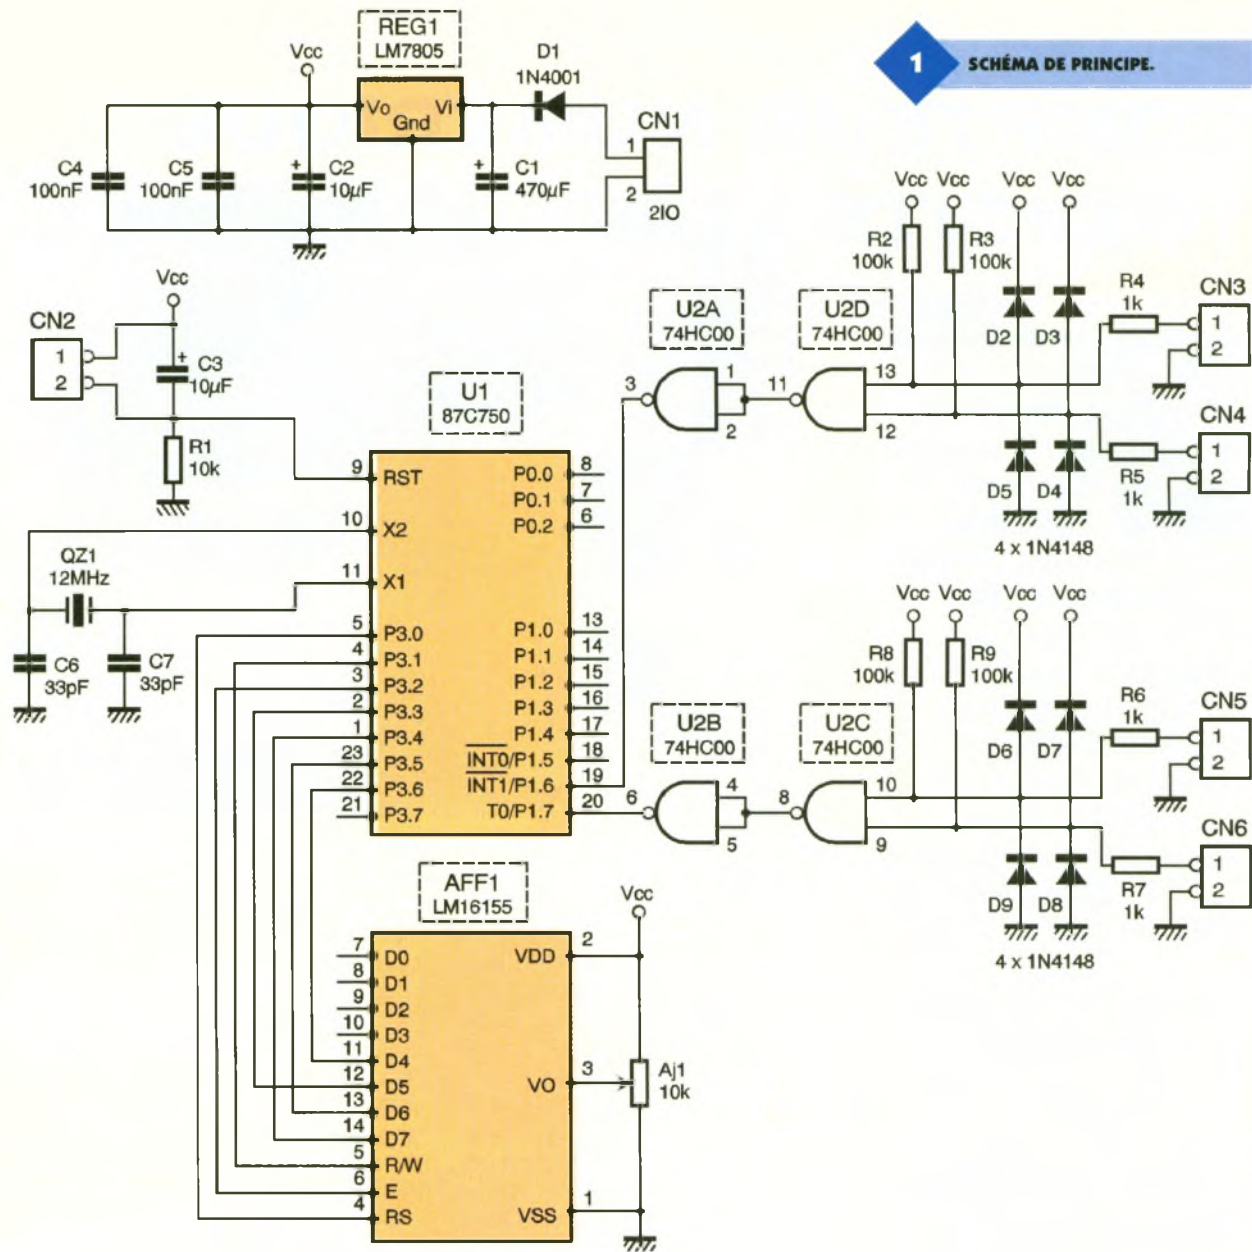 1 SCHÉMA DE PRINCIPE.
REG1
LM7805
Vcc
Vo
Vi
Gnd
D1
1N4001
CN1
1
2
2IO
C4
100nF
C5
100nF
+
C2
10µF
+
C1
470µF
Vcc
CN2
1
2
+
C3
10µF
R1
10k
QZ1
12MHz
C6
33pF
C7
33pF
U1
87C750
9 RST
10 X2
11 X1
5 P3.0
4 P3.1
3 P3.2
2 P3.3
1 P3.4
23 P3.5
22 P3.6
21 P3.7
P0.0 8
P0.1 7
P0.2 6
P1.0 13
P1.1 14
P1.2 15
P1.3 16
P1.4 17
INT0/P1.5 18
INT1/P1.6 19
T0/P1.7 20
U2A
74HC00
3
1
2
U2D
74HC00
11
13
12
Vcc Vcc Vcc Vcc
R2
100k
R3
100k
D2
D3
D5
D4
4 x 1N4148
R4
1k
R5
1k
CN3
1
2
CN4
1
2
U2B
74HC00
6
4
5
U2C
74HC00
8
10
9
Vcc Vcc Vcc Vcc
R8
100k
R9
100k
D6
D7
D9
D8
4 x 1N4148
R6
1k
R7
1k
CN5
1
2
CN6
1
2
AFF1
LM16155
7 D0
8 D1
9 D2
10 D3
11 D4
12 D5
13 D6
14 D7
5 R/W
6 E
4 RS
VDD 2
VO 3
VSS 1
Vcc
Aj1
10k